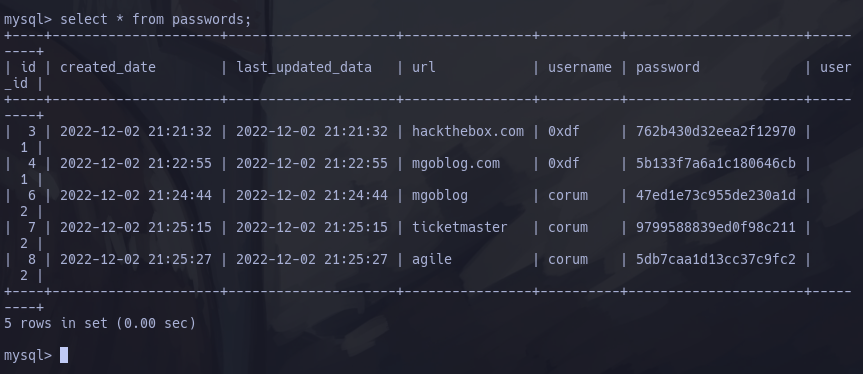 mysql> select * from passwords;
+----+---------------------+---------------------+----------------+----------+----------------------+-----
----+
| id | created_date        | last_updated_data   | url            | username | password             | user
_id |
+----+---------------------+---------------------+----------------+----------+----------------------+-----
----+
|  3 | 2022-12-02 21:21:32 | 2022-12-02 21:21:32 | hackthebox.com | 0xdf     | 762b430d32eea2f12970 |
  1 |
|  4 | 2022-12-02 21:22:55 | 2022-12-02 21:22:55 | mgoblog.com    | 0xdf     | 5b133f7a6a1c180646cb |
  1 |
|  6 | 2022-12-02 21:24:44 | 2022-12-02 21:24:44 | mgoblog        | corum    | 47ed1e73c955de230a1d |
  2 |
|  7 | 2022-12-02 21:25:15 | 2022-12-02 21:25:15 | ticketmaster   | corum    | 9799588839ed0f98c211 |
  2 |
|  8 | 2022-12-02 21:25:27 | 2022-12-02 21:25:27 | agile          | corum    | 5db7caa1d13cc37c9fc2 |
  2 |
+----+---------------------+---------------------+----------------+----------+----------------------+-----
----+
5 rows in set (0.00 sec)
mysql>